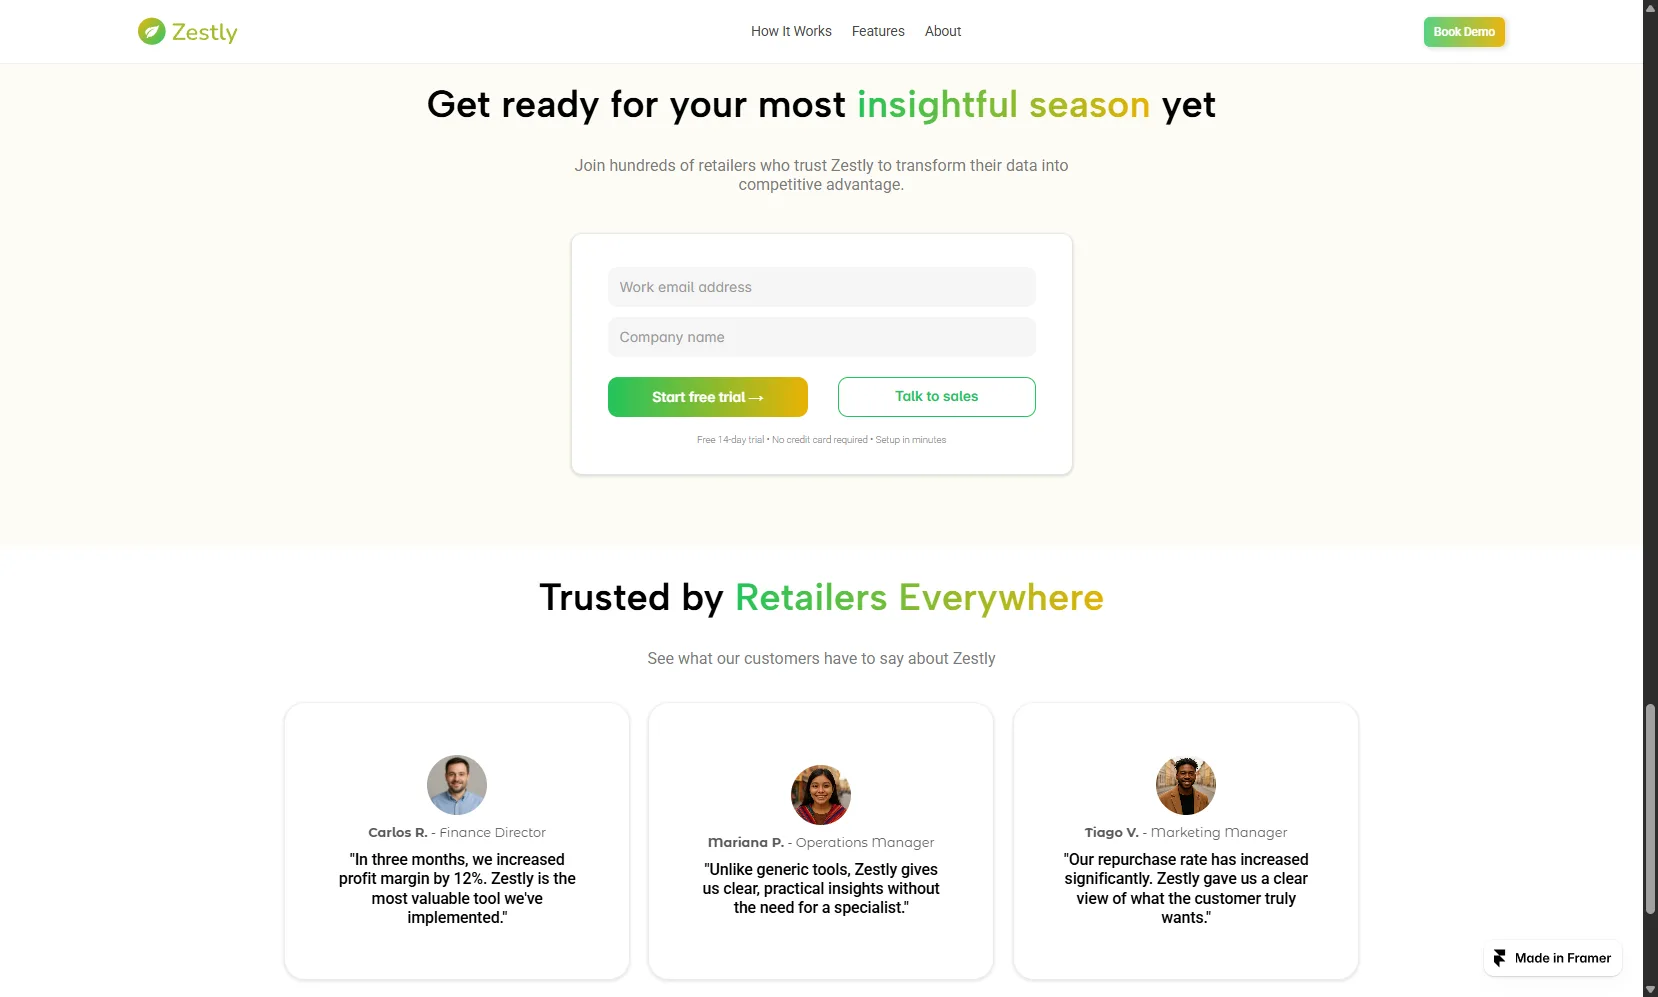 Zestly
How It Works
Features
About
Book Demo
Get ready for your most insightful season yet
Join hundreds of retailers who trust Zestly to transform their data into
competitive advantage.
Work email address
Company name
Start free trial →
Talk to sales
Free 14-day trial • No credit card required • Setup in minutes
Trusted by Retailers Everywhere
See what our customers have to say about Zestly
Carlos R. - Finance Director
"In three months, we increased
profit margin by 12%. Zestly is the
most valuable tool we've
implemented."
Mariana P. - Operations Manager
"Unlike generic tools, Zestly gives
us clear, practical insights without
the need for a specialist."
Tiago V. - Marketing Manager
"Our repurchase rate has increased
significantly. Zestly gave us a clear
view of what the customer truly
wants."
Made in Framer